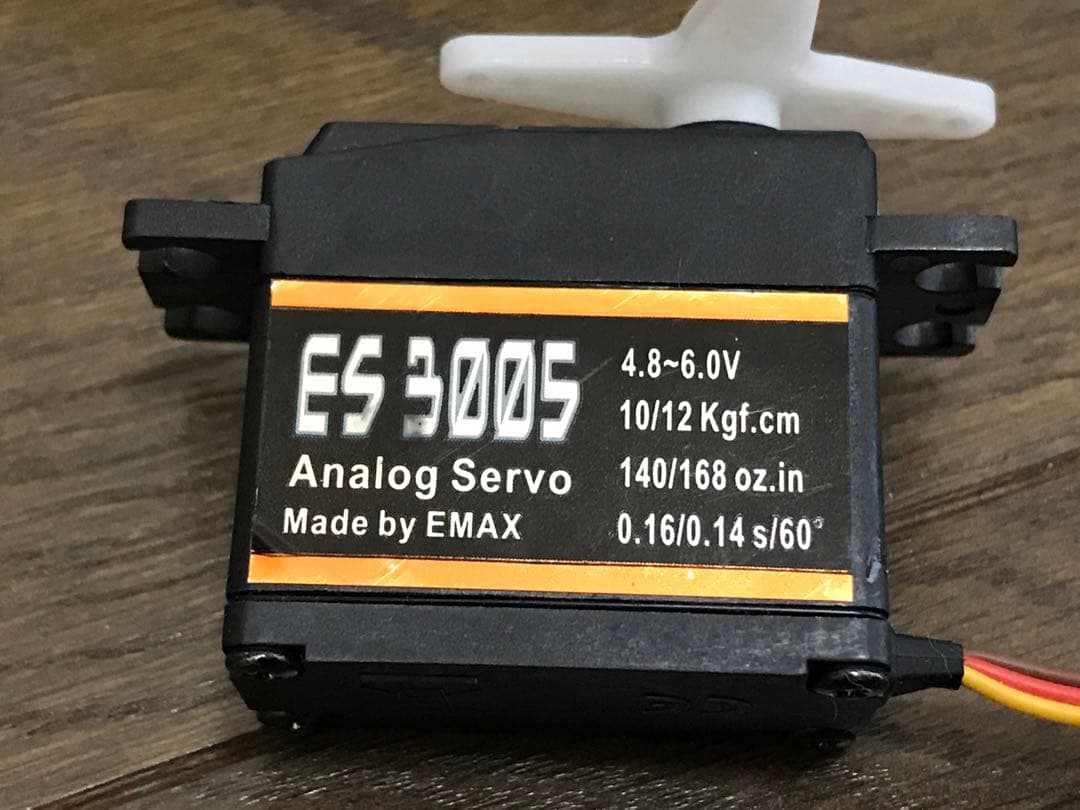 ES 3005
Analog Servo
Made by EMAX
4.8~6.0V
10/12 Kgf.cm
140/168 oz.in
0.16/0.14 s/60°